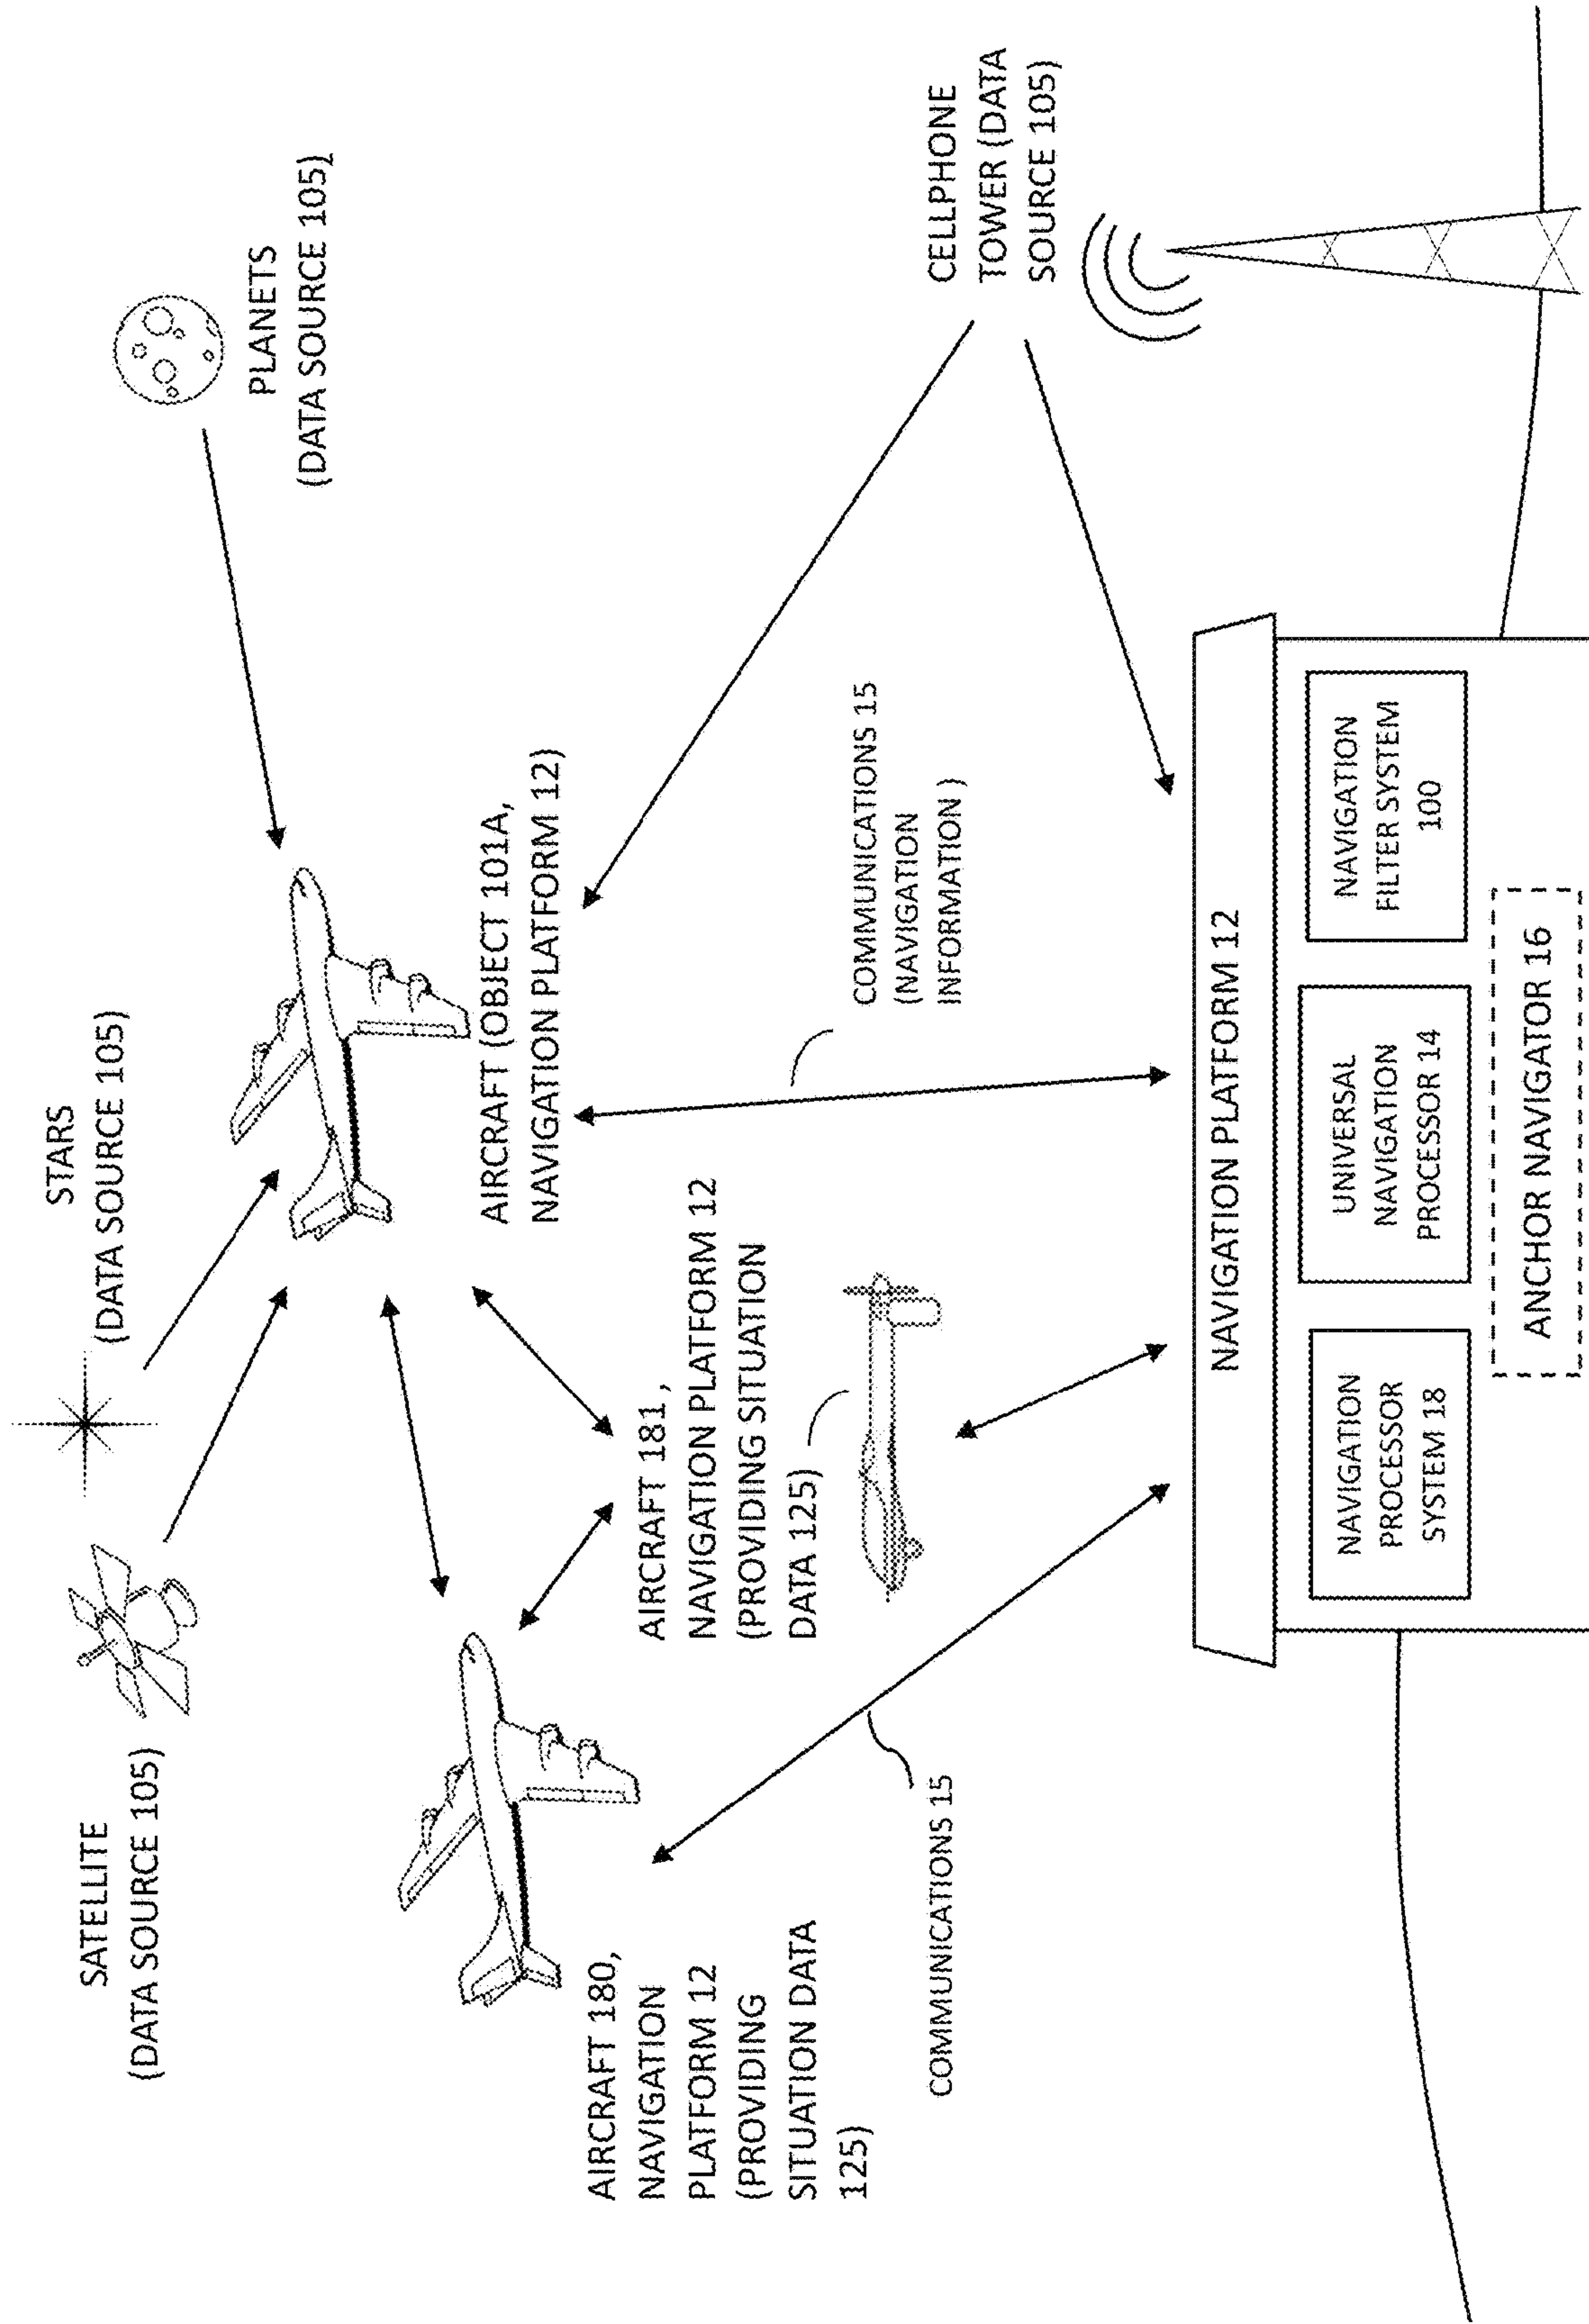 SATELLITE
(DATA SOURCE 105)
STARS
(DATA SOURCE 105)
PLANETS
(DATA SOURCE 105)
AIRCRAFT (OBJECT 101A,
NAVIGATION PLATFORM 12)
AIRCRAFT 180,
NAVIGATION
PLATFORM 12
(PROVIDING
SITUATION DATA
125)
AIRCRAFT 181,
NAVIGATION PLATFORM 12
(PROVIDING SITUATION
DATA 125)
COMMUNICATIONS 15
(NAVIGATION
INFORMATION )
CELLPHONE
TOWER (DATA
SOURCE 105)
COMMUNICATIONS 15
NAVIGATION PLATFORM 12
NAVIGATION
PROCESSOR
SYSTEM 18
UNIVERSAL
NAVIGATION
PROCESSOR 14
NAVIGATION
FILTER SYSTEM
100
ANCHOR NAVIGATOR 16